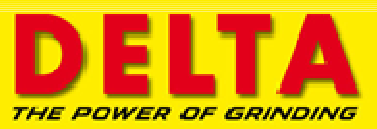 DELTA
THE POWER OF GRINDING